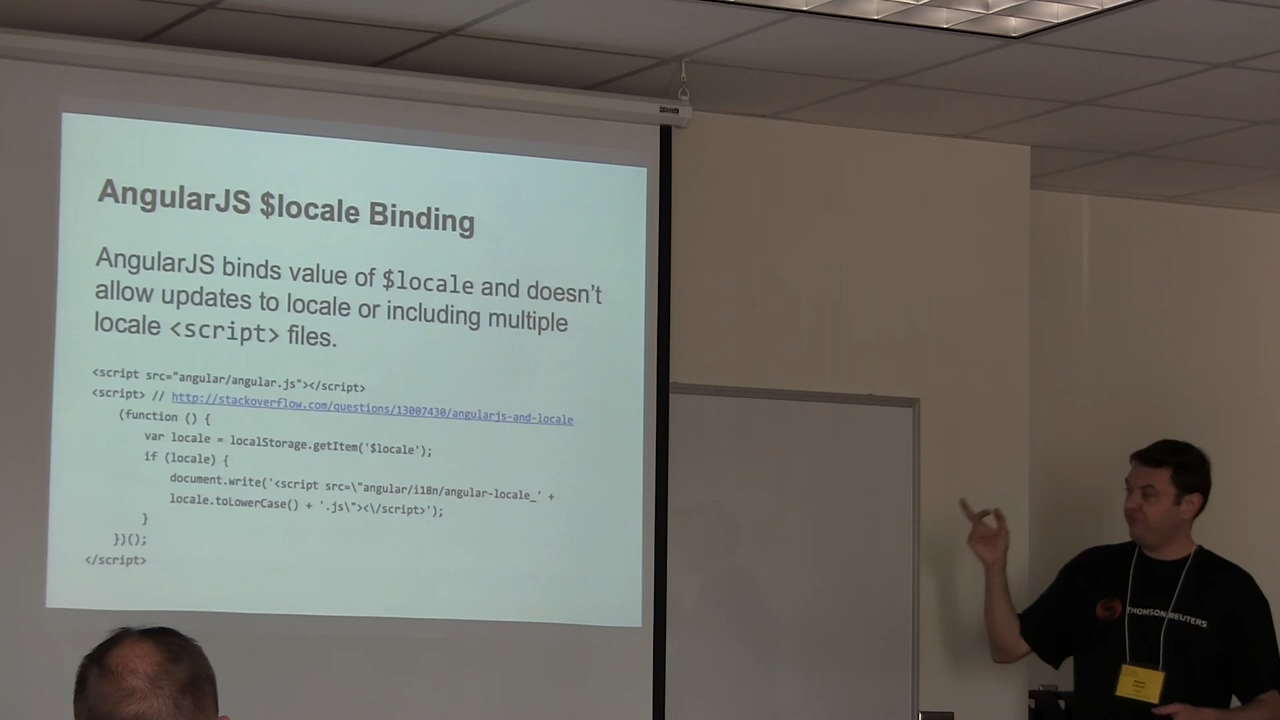 AngularJS $locale Binding
AngularJS binds value of $locale and doesn't
allow updates to locale or including multiple
locale <script> files.
<script src="angular/angular.js"></script>
<script> // http://stackoverflow.com/questions/13007430/angularjs-and-locale
(function () {
var locale = localStorage.getItem('$locale');
if (locale) {
document.write('<script src=\"angular/i18n/angular-locale_' +
locale.toLowerCase() + '.js\"><\/script>');
}
})();
</script>
THOMSON REUTERS